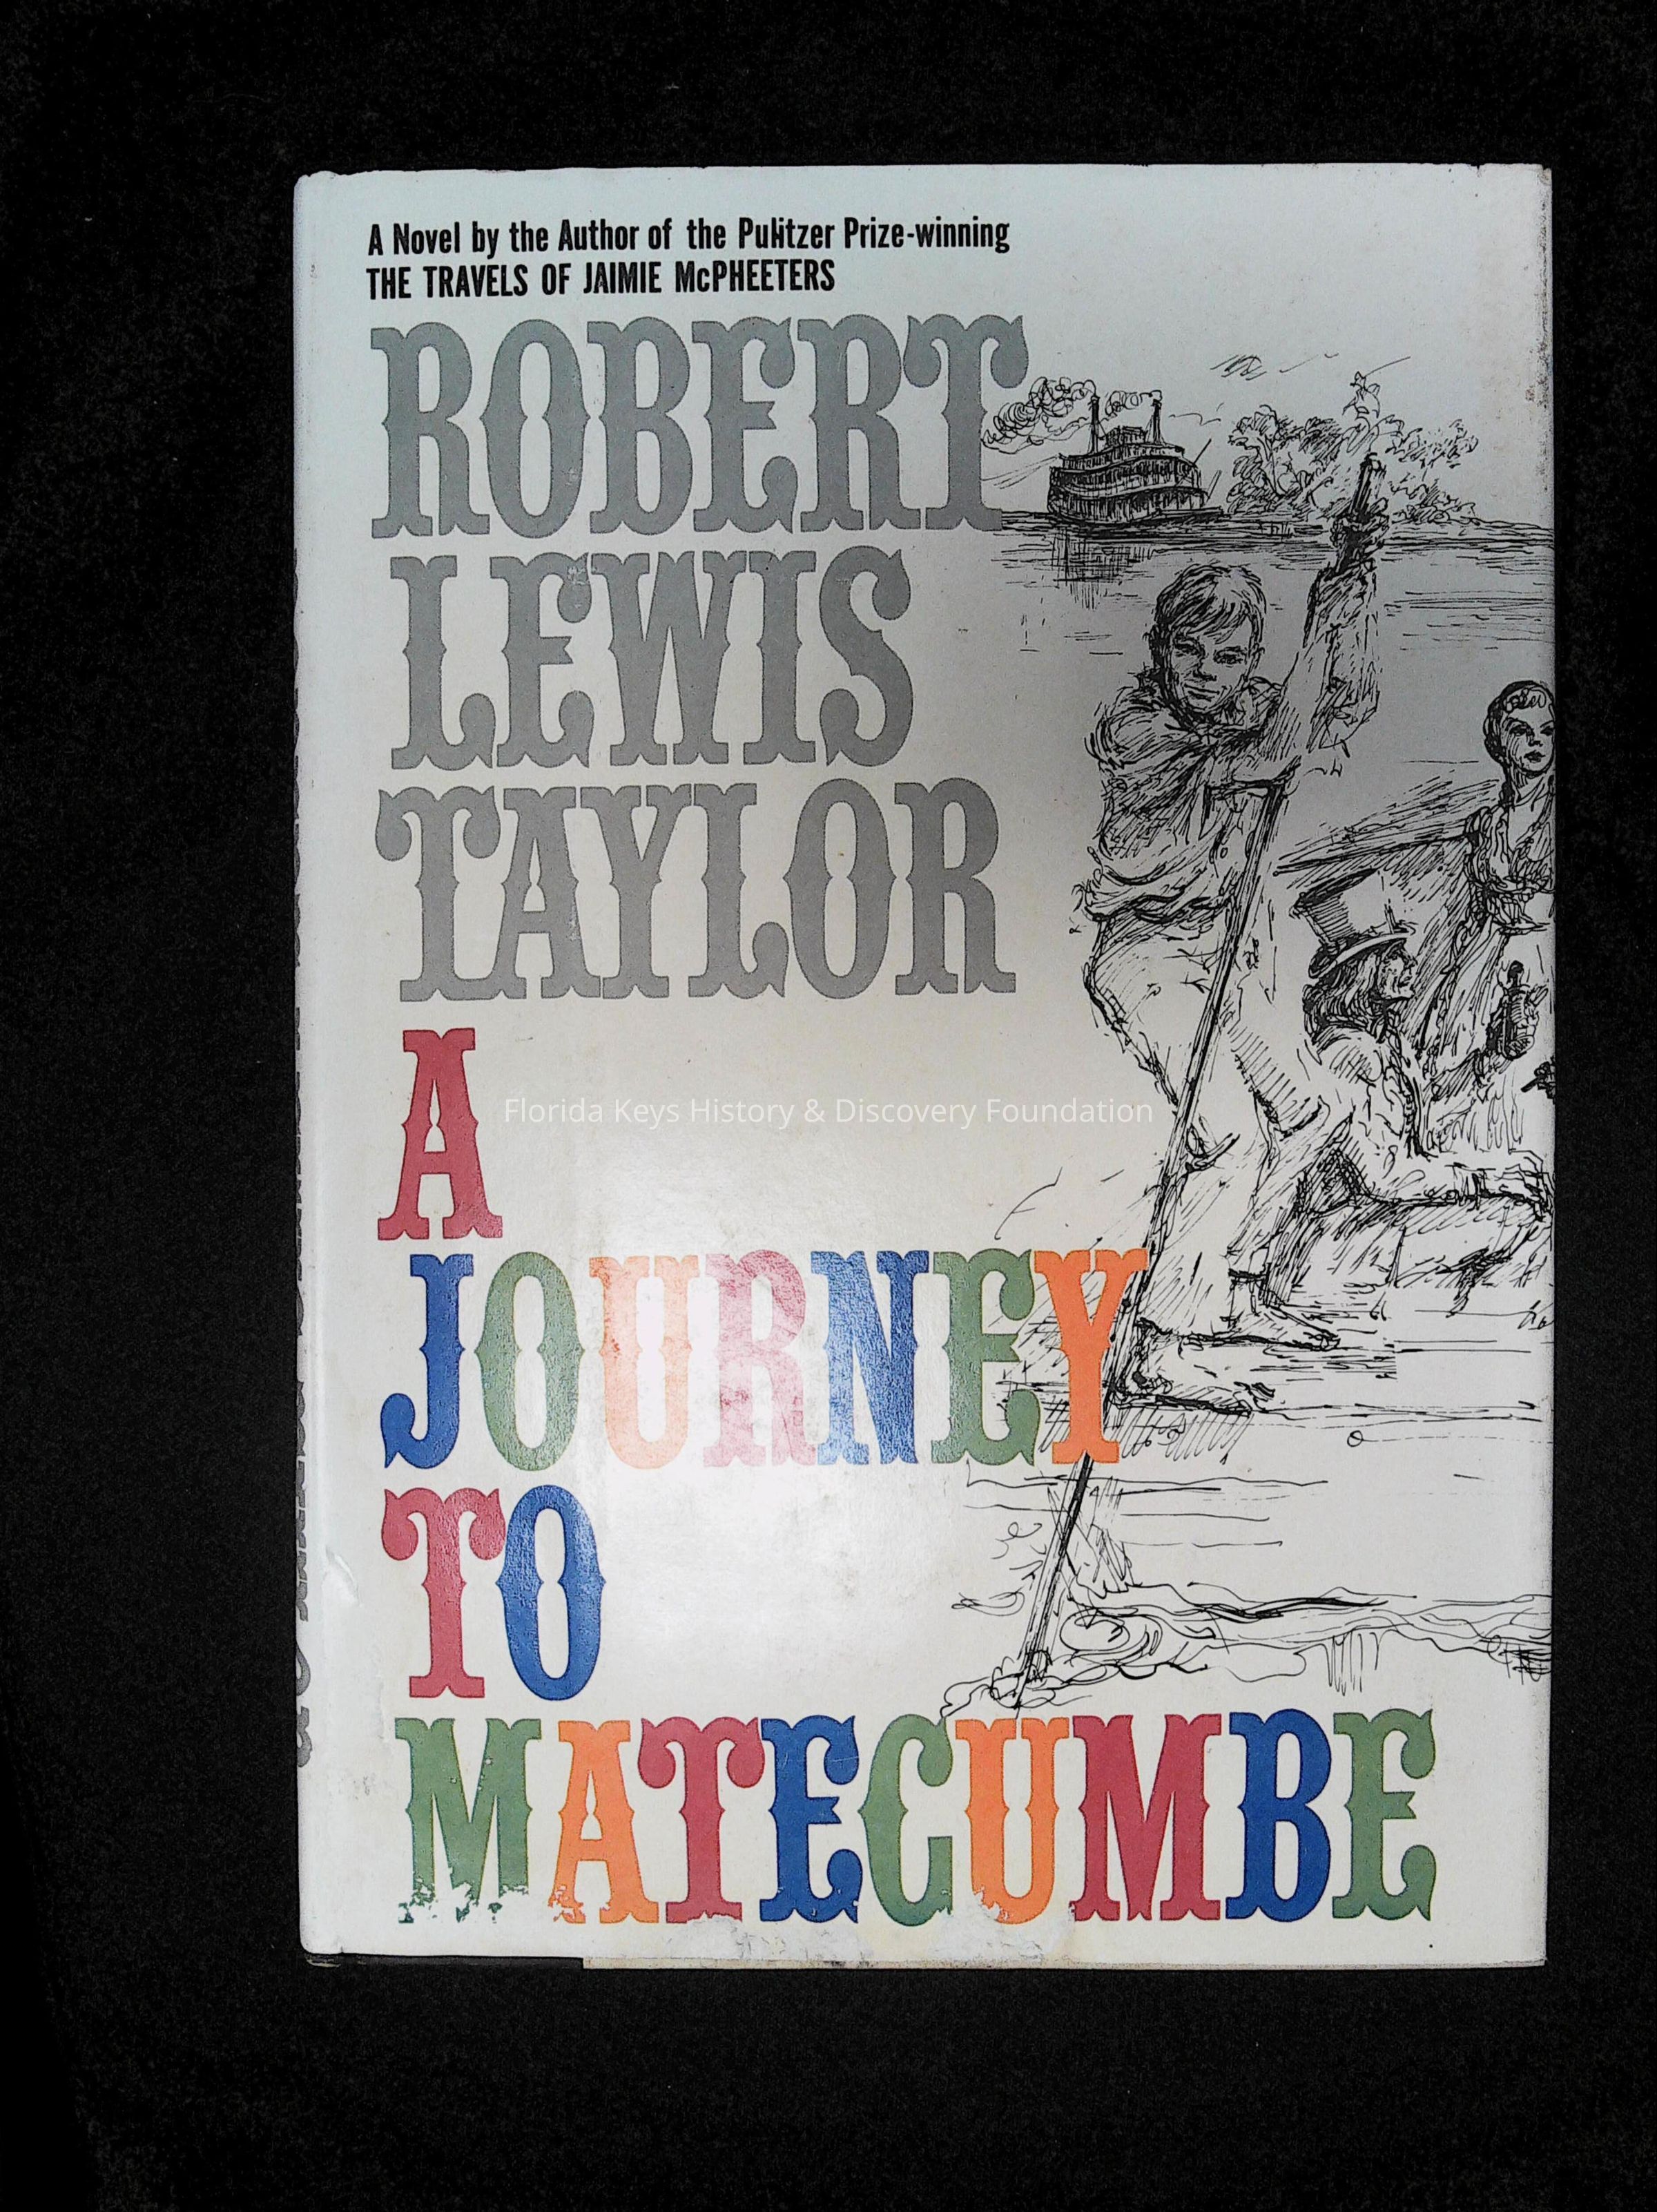 A Novel by the Author of the Pulitzer Prize-winning
THE TRAVELS OF JAIMIE McPHEETERS
ROBERT
LEWIS
TAYLOR
A
JOURNEY
TO
MATECUMBE
Florida Keys History & Discovery Foundation